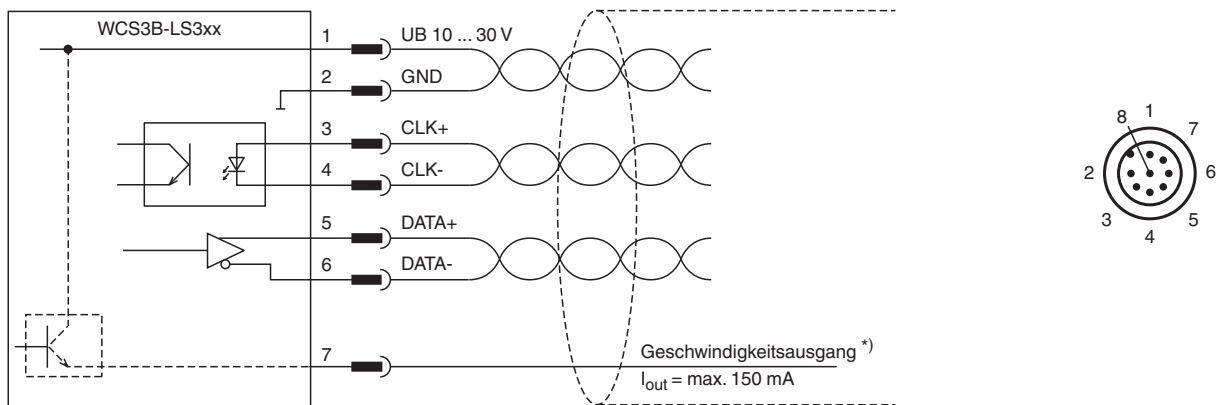 WCS3B-LS3xx
1 UB 10 ... 30 V
2 GND
3 CLK+
4 CLK-
5 DATA+
6 DATA-
7 Geschwindigkeitsausgang *)
Iout = max. 150 mA
8 1 7
2 6
3 5
4